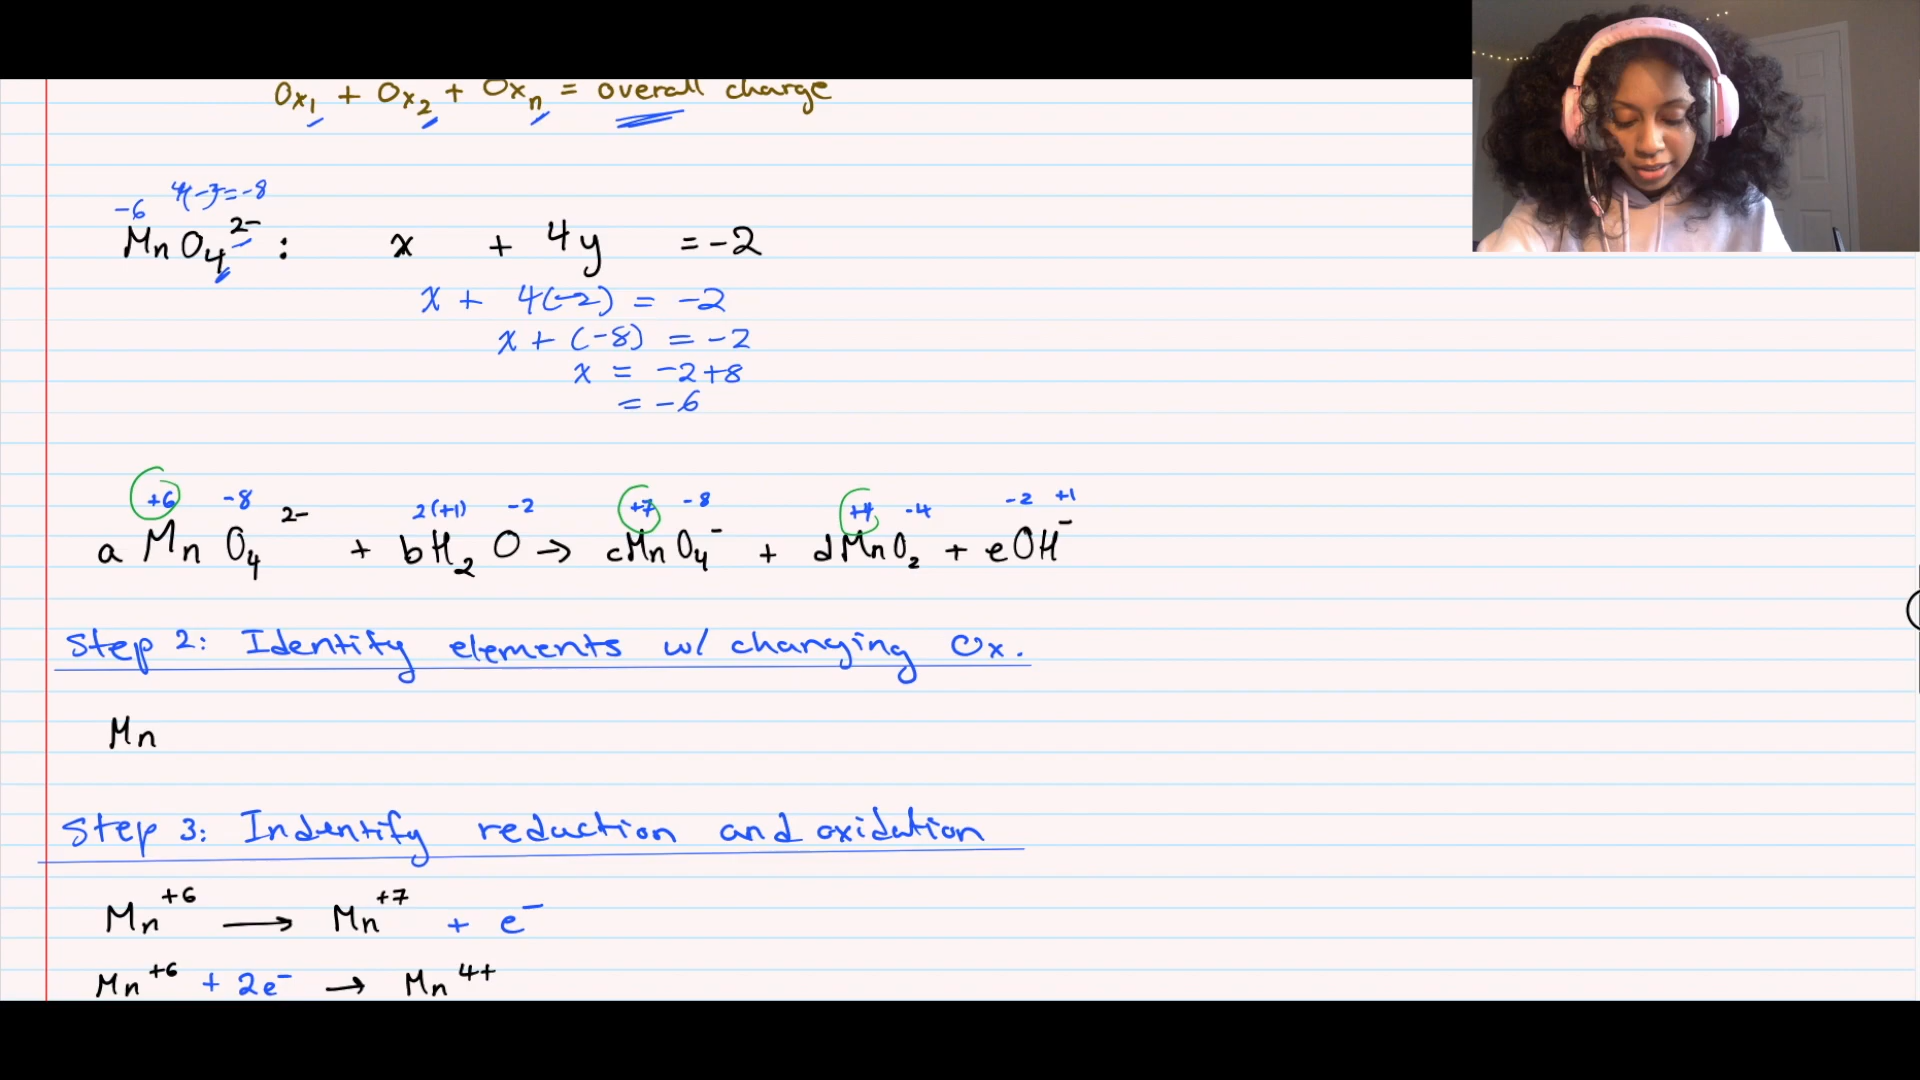 Ox₁ + Ox₂ + Oxₙ = overall charge
-6 4(-2)=-8
MnO₄²⁻ : x + 4y = -2
x + 4(-2) = -2
x + (-8) = -2
x = -2+8
= -6
+6 -8 2(+1) -2 +7 -8 +4 -4 -2 +1
a MnO₄ ²⁻ + bH₂O → cMnO₄⁻ + dMnO₂ + eOH⁻
Step 2: Identify elements w/ changing Ox.
Mn
Step 3: Indentify reduction and oxidation
Mn⁺⁶ → Mn⁺⁷ + e⁻
Mn⁺⁶ + 2e⁻ → Mn⁴⁺